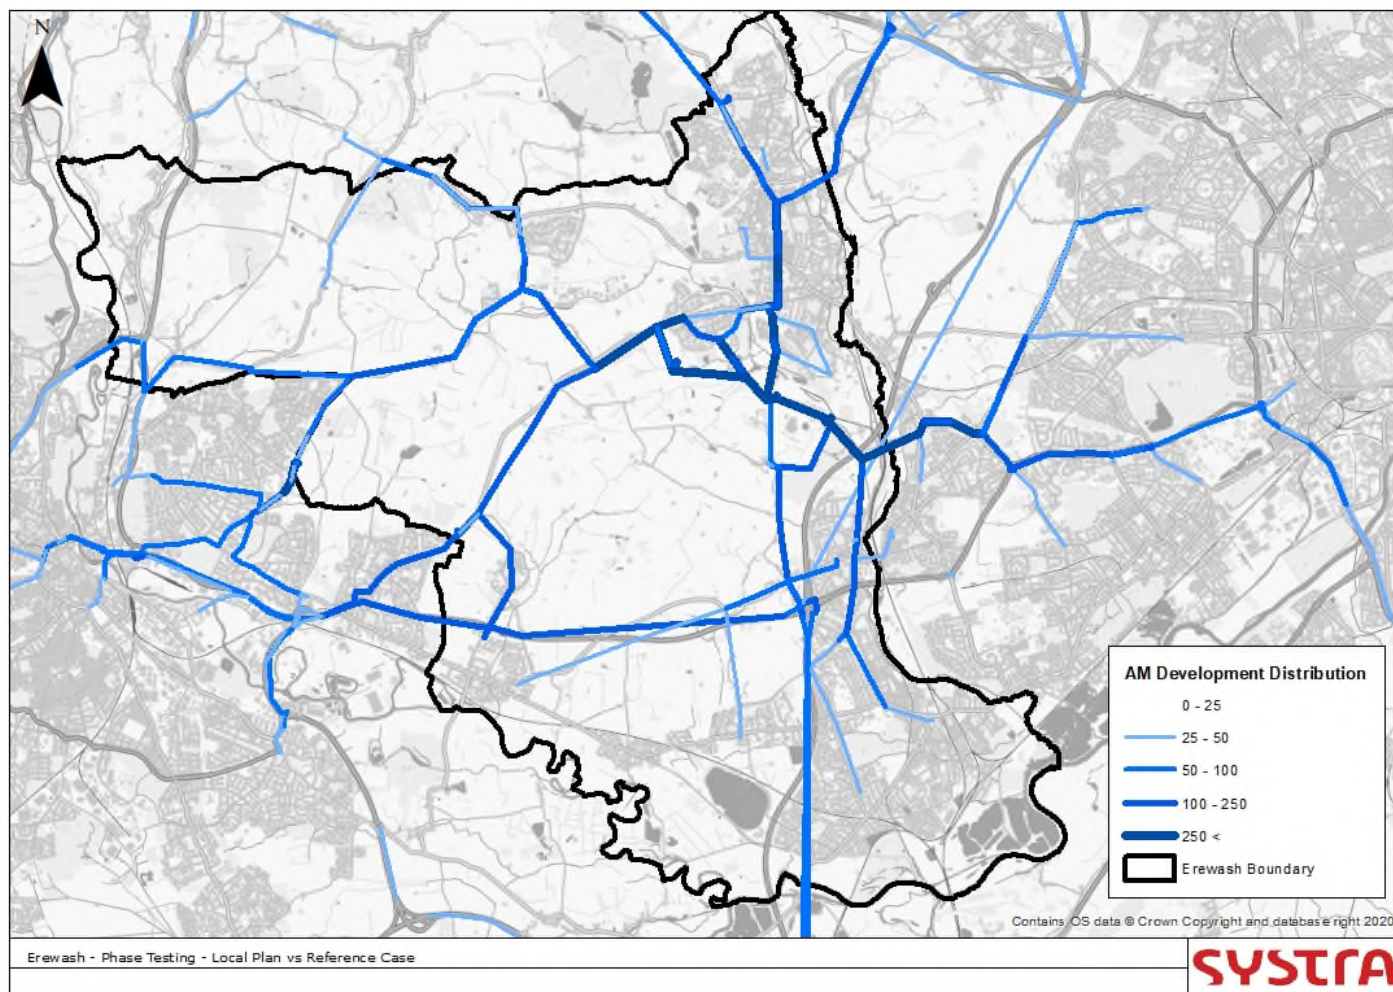 N
AM Development Distribution
0 - 25
25 - 50
50 - 100
100 - 250
250 <
Erewash Boundary
Contains OS data © Crown Copyright and database right 2020
Erewash - Phase Testing - Local Plan vs Reference Case
SYSTRA